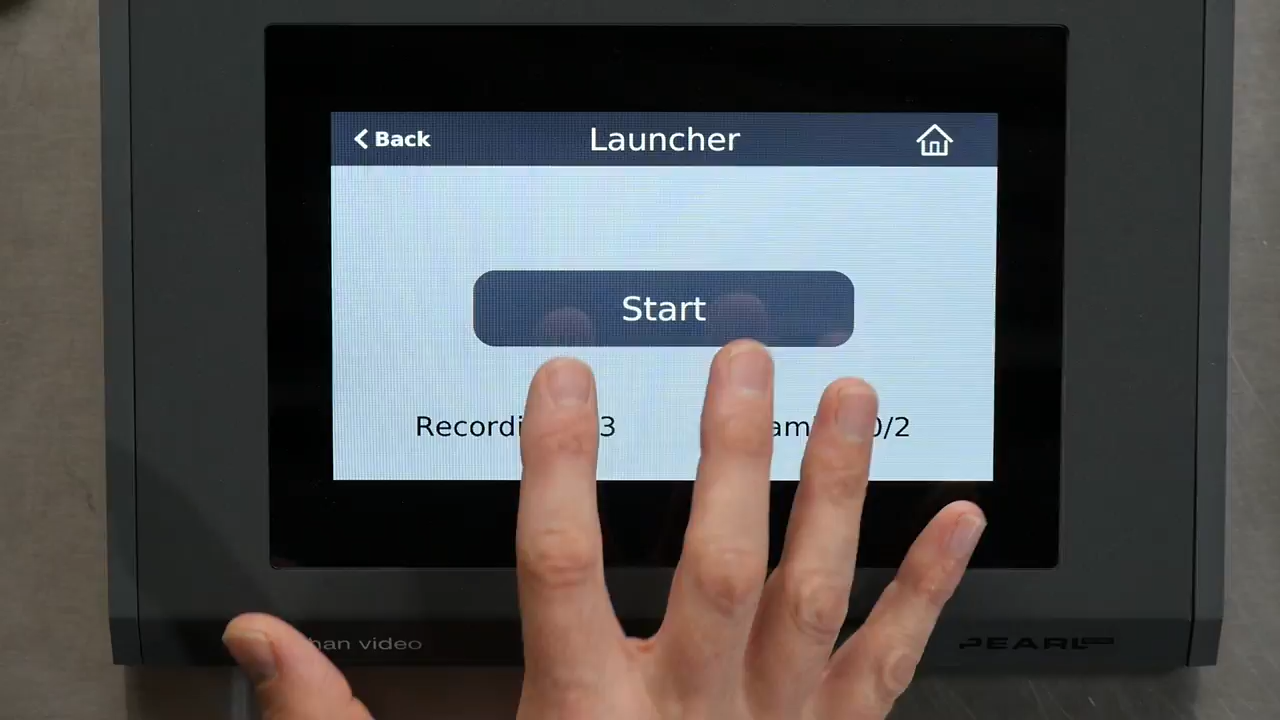 Back
Launcher
Start
Recordi 3 am 0/2
han video PEARL